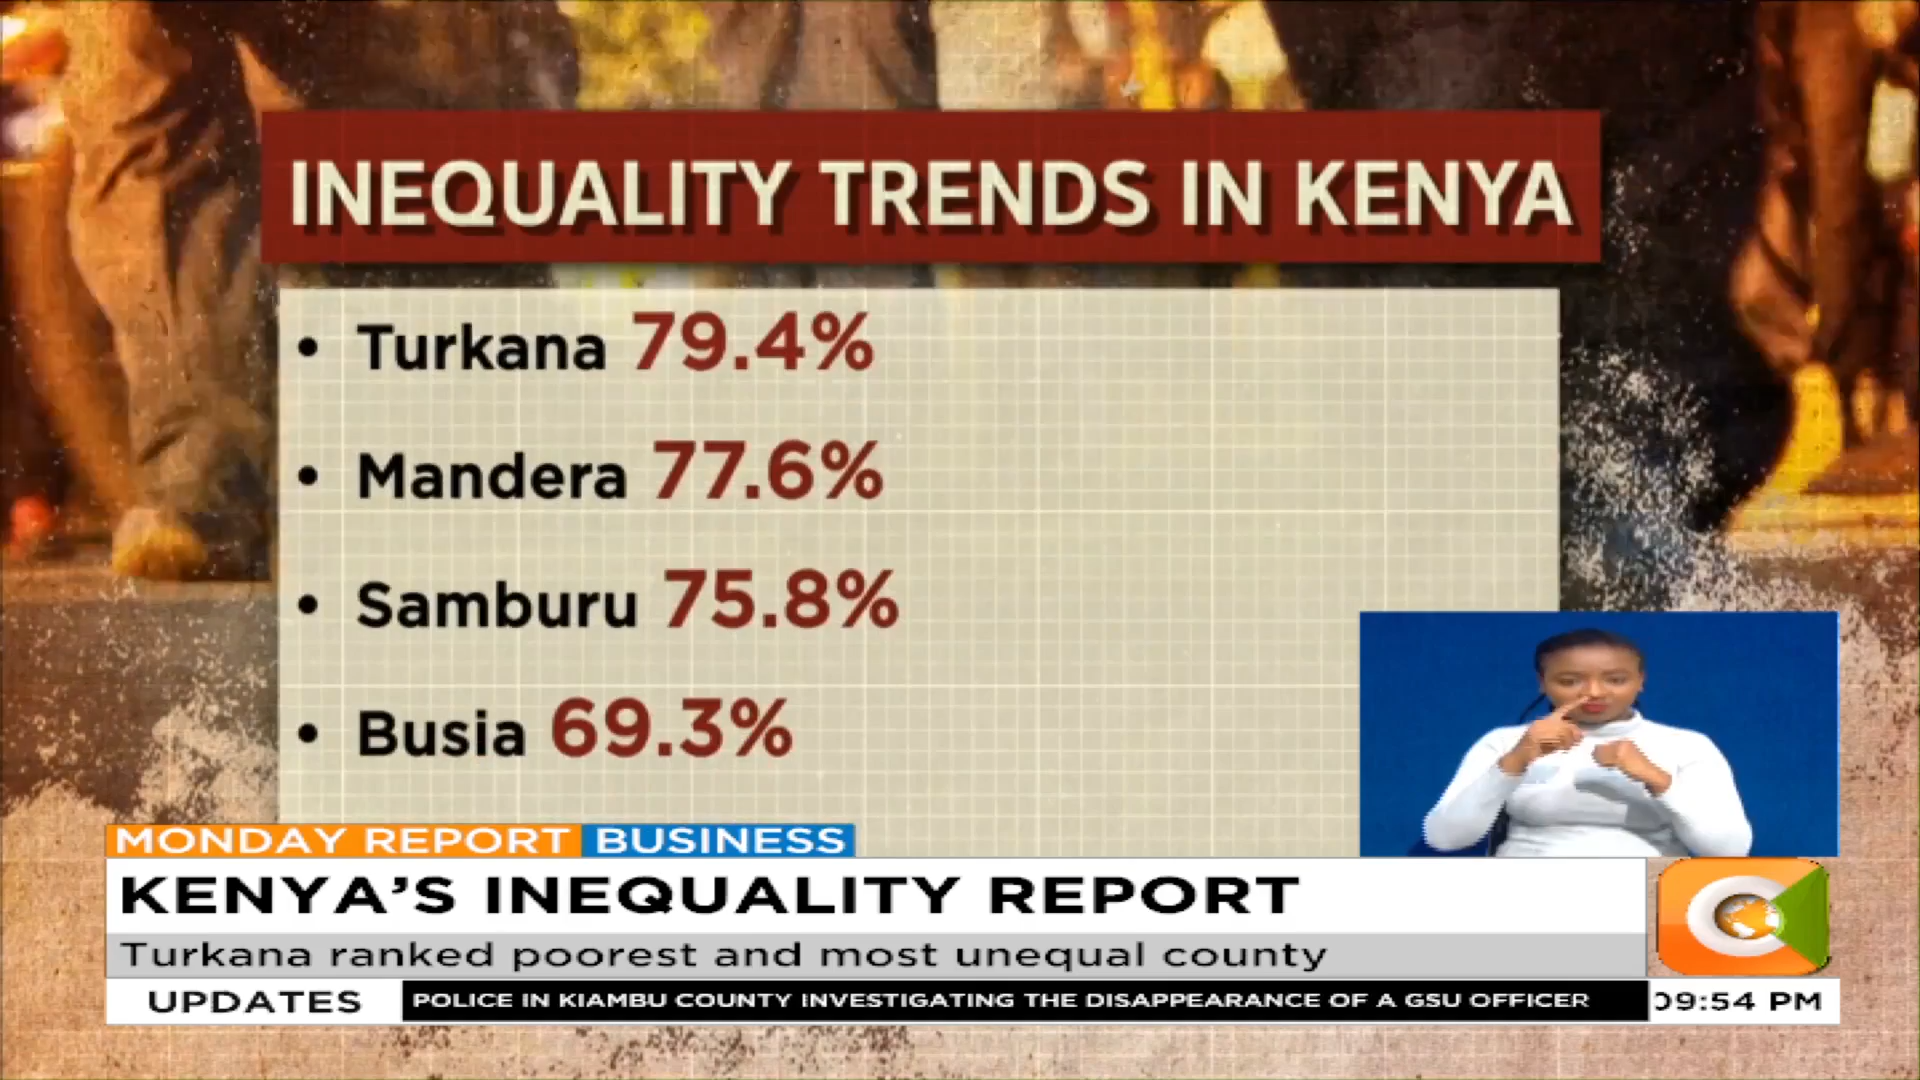 INEQUALITY TRENDS IN KENYA
• Turkana 79.4%
• Mandera 77.6%
• Samburu 75.8%
• Busia 69.3%
MONDAY REPORT BUSINESS
KENYA’S INEQUALITY REPORT
Turkana ranked poorest and most unequal county
UPDATES POLICE IN KIAMBU COUNTY INVESTIGATING THE DISAPPEARANCE OF A GSU OFFICER 09:54 PM